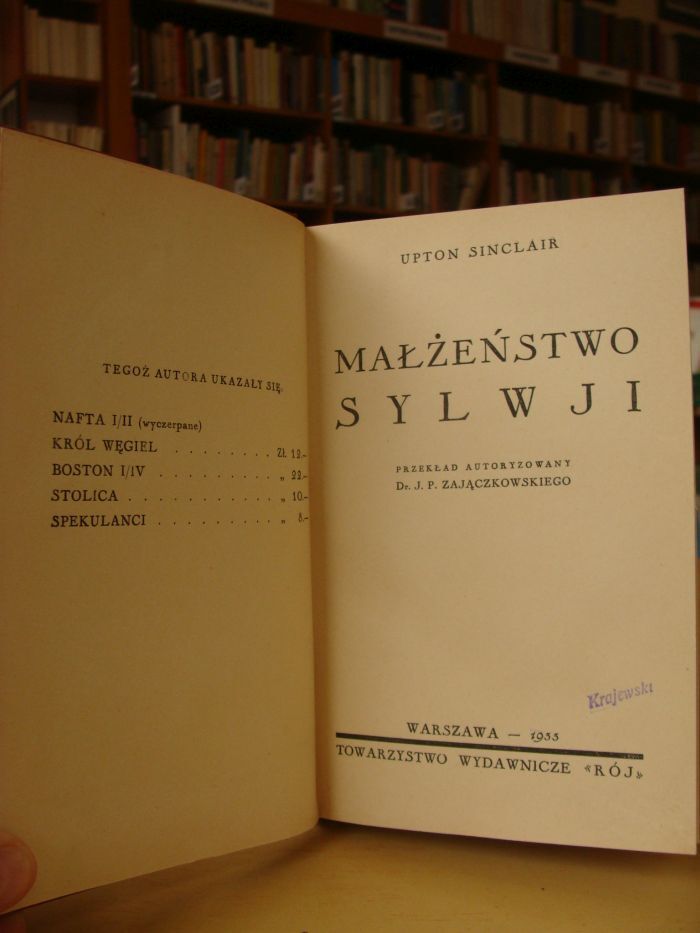 TEGOŻ AUTORA UKAZAŁY SIĘ.
NAFTA I/II (wyczerpane)
KRÓL WĘGIEL . . . . . . . . Zł. 12.-
BOSTON I/IV . . . . . . . . . „ 22.-
STOLICA . . . . . . . . . . . „ 10.-
SPEKULANCI . . . . . . . . . „ 8.-
UPTON SINCLAIR
MAŁŻEŃSTWO
SYLWJI
PRZEKŁAD AUTORYZOWANY
Dr. J. P. ZAJĄCZKOWSKIEGO
Krajewski
WARSZAWA — 1933
TOWARZYSTWO WYDAWNICZE «RÓJ»